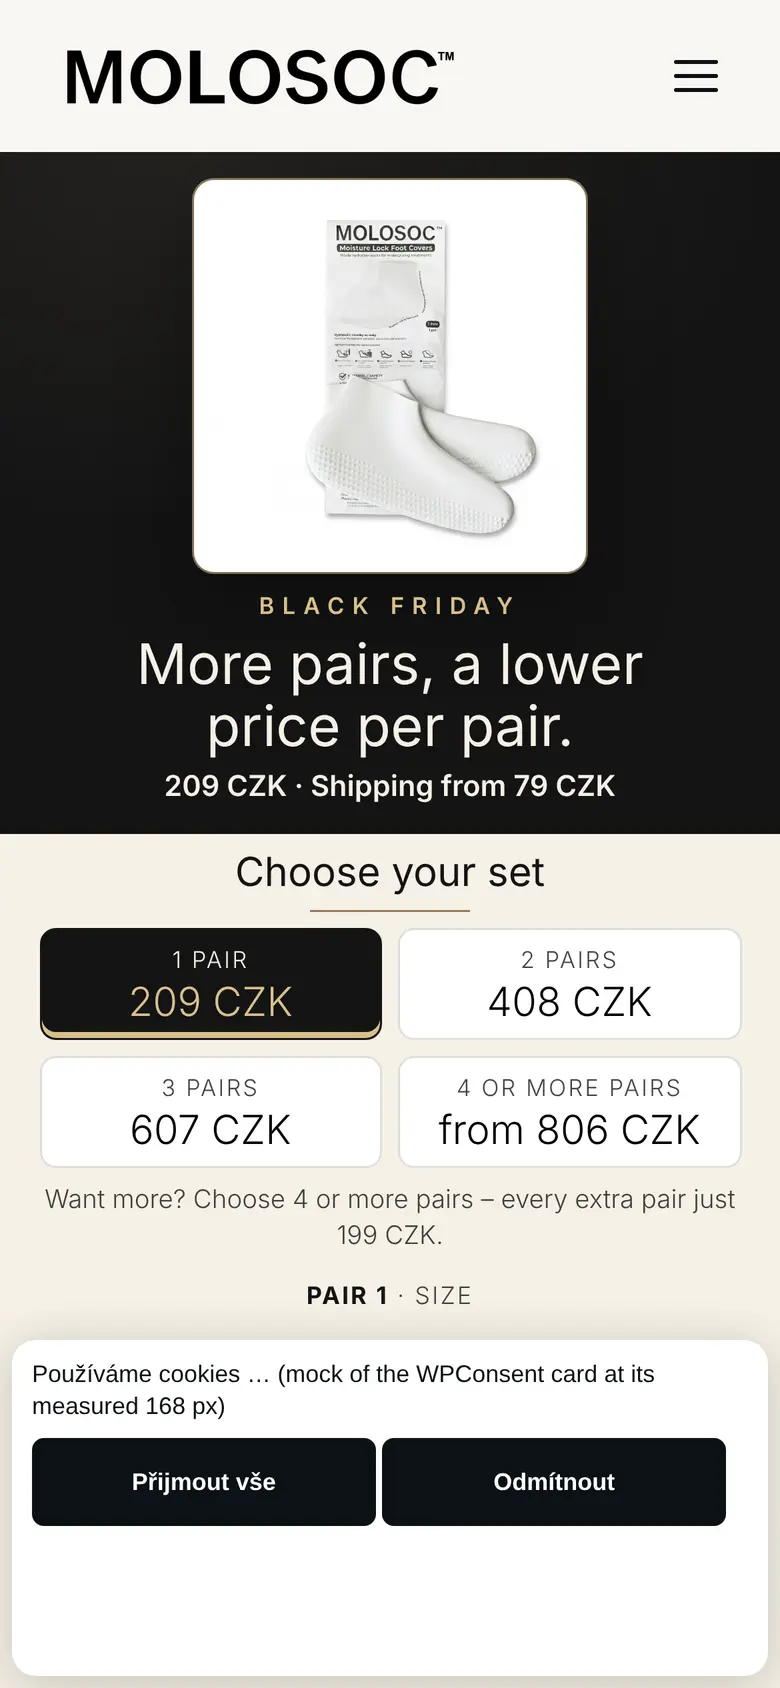 MOLOSOC™
MOLOSOC™
Moisture Lock Foot Covers
BLACK FRIDAY
More pairs, a lower
price per pair.
209 CZK · Shipping from 79 CZK
Choose your set
1 PAIR
209 CZK
2 PAIRS
408 CZK
3 PAIRS
607 CZK
4 OR MORE PAIRS
from 806 CZK
Want more? Choose 4 or more pairs – every extra pair just
199 CZK.
PAIR 1 · SIZE
Používáme cookies … (mock of the WPConsent card at its
measured 168 px)
Přijmout vše
Odmítnout